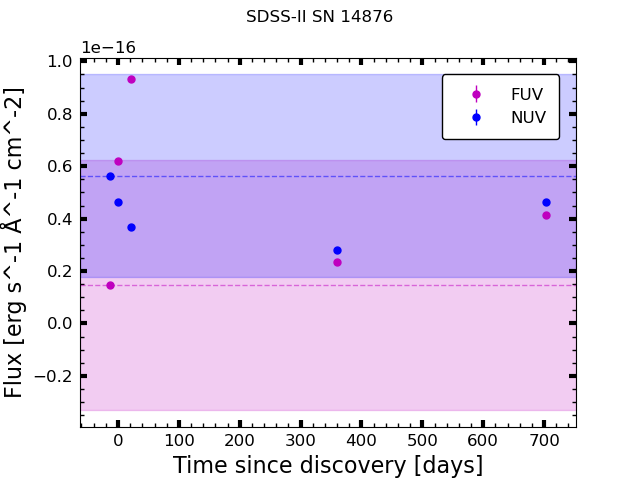 SDSS-II SN 14876
1e−16
1.0
0.8
0.6
0.4
0.2
0.0
−0.2
Flux [erg s^-1 Å^-1 cm^-2]
FUV
NUV
0 100 200 300 400 500 600 700
Time since discovery [days]